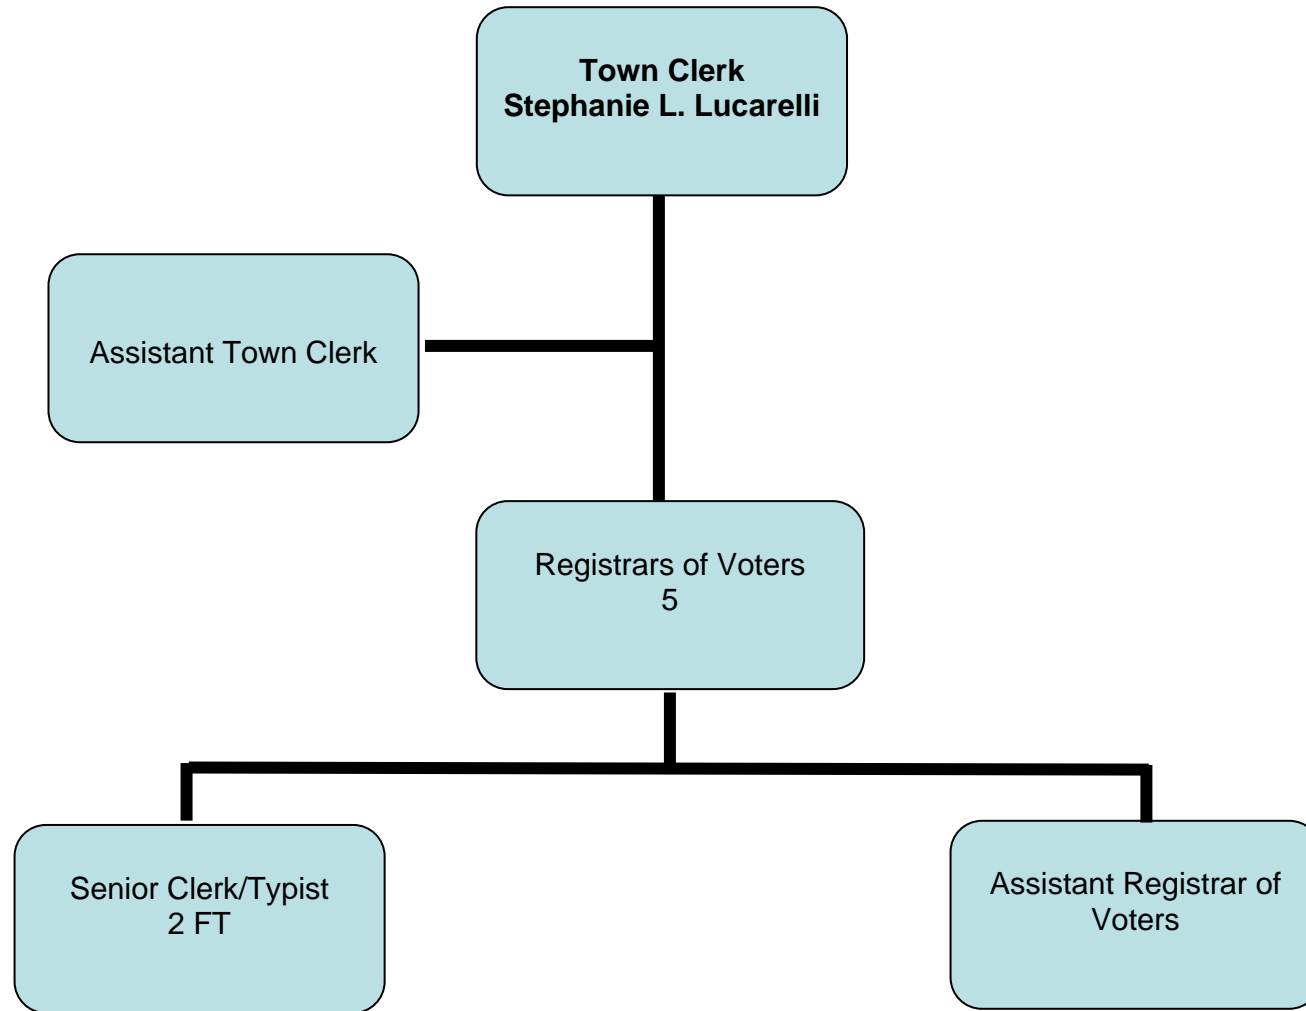 Town Clerk
Stephanie L. Lucarelli
Assistant Town Clerk
Registrars of Voters
5
Senior Clerk/Typist
2 FT
Assistant Registrar of
Voters